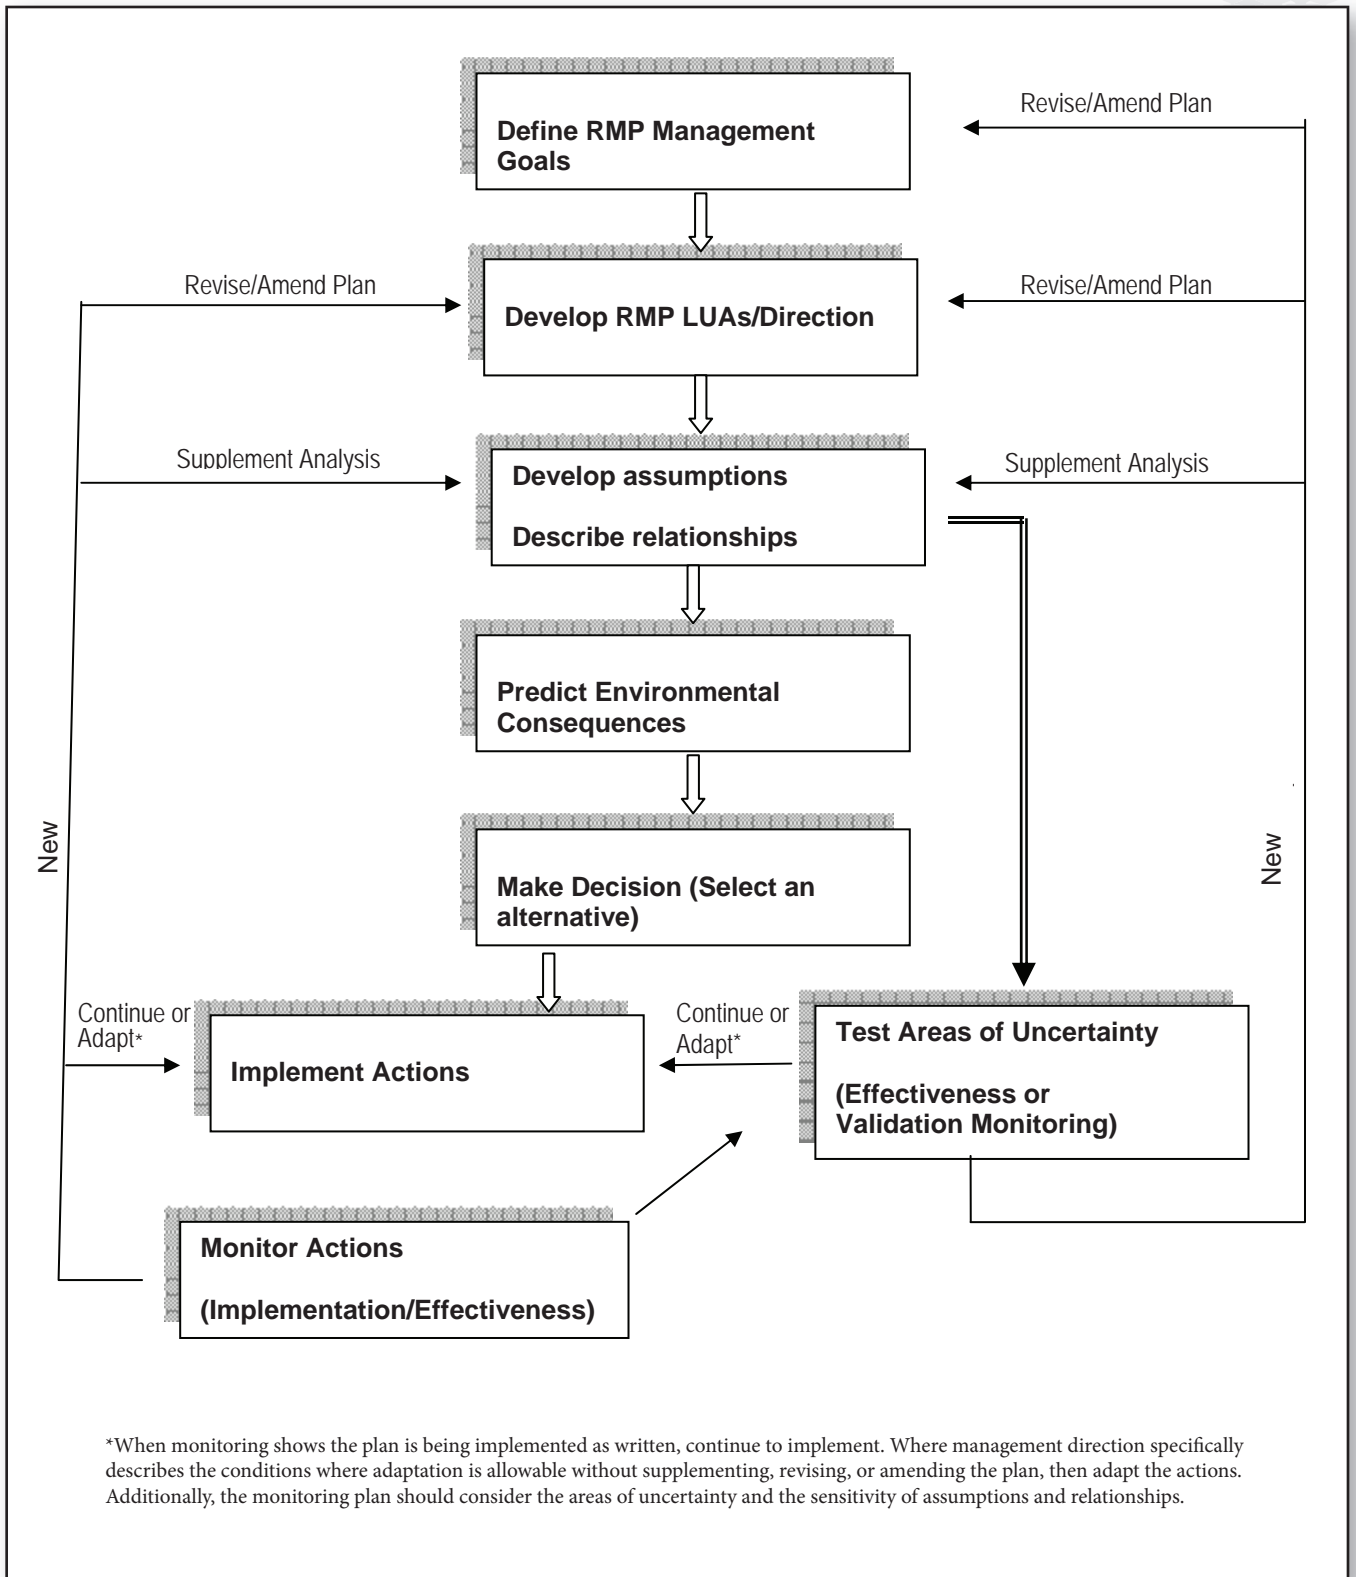 Define RMP Management
Goals
Revise/Amend Plan
Revise/Amend Plan
Develop RMP LUAs/Direction
Revise/Amend Plan
Supplement Analysis
Develop assumptions
Describe relationships
Supplement Analysis
Predict Environmental
Consequences
New
New
Make Decision (Select an
alternative)
Continue or
Adapt*
Implement Actions
Continue or
Adapt*
Test Areas of Uncertainty
(Effectiveness or
Validation Monitoring)
Monitor Actions
(Implementation/Effectiveness)
*When monitoring shows the plan is being implemented as written, continue to implement. Where management direction specifically
describes the conditions where adaptation is allowable without supplementing, revising, or amending the plan, then adapt the actions.
Additionally, the monitoring plan should consider the areas of uncertainty and the sensitivity of assumptions and relationships.